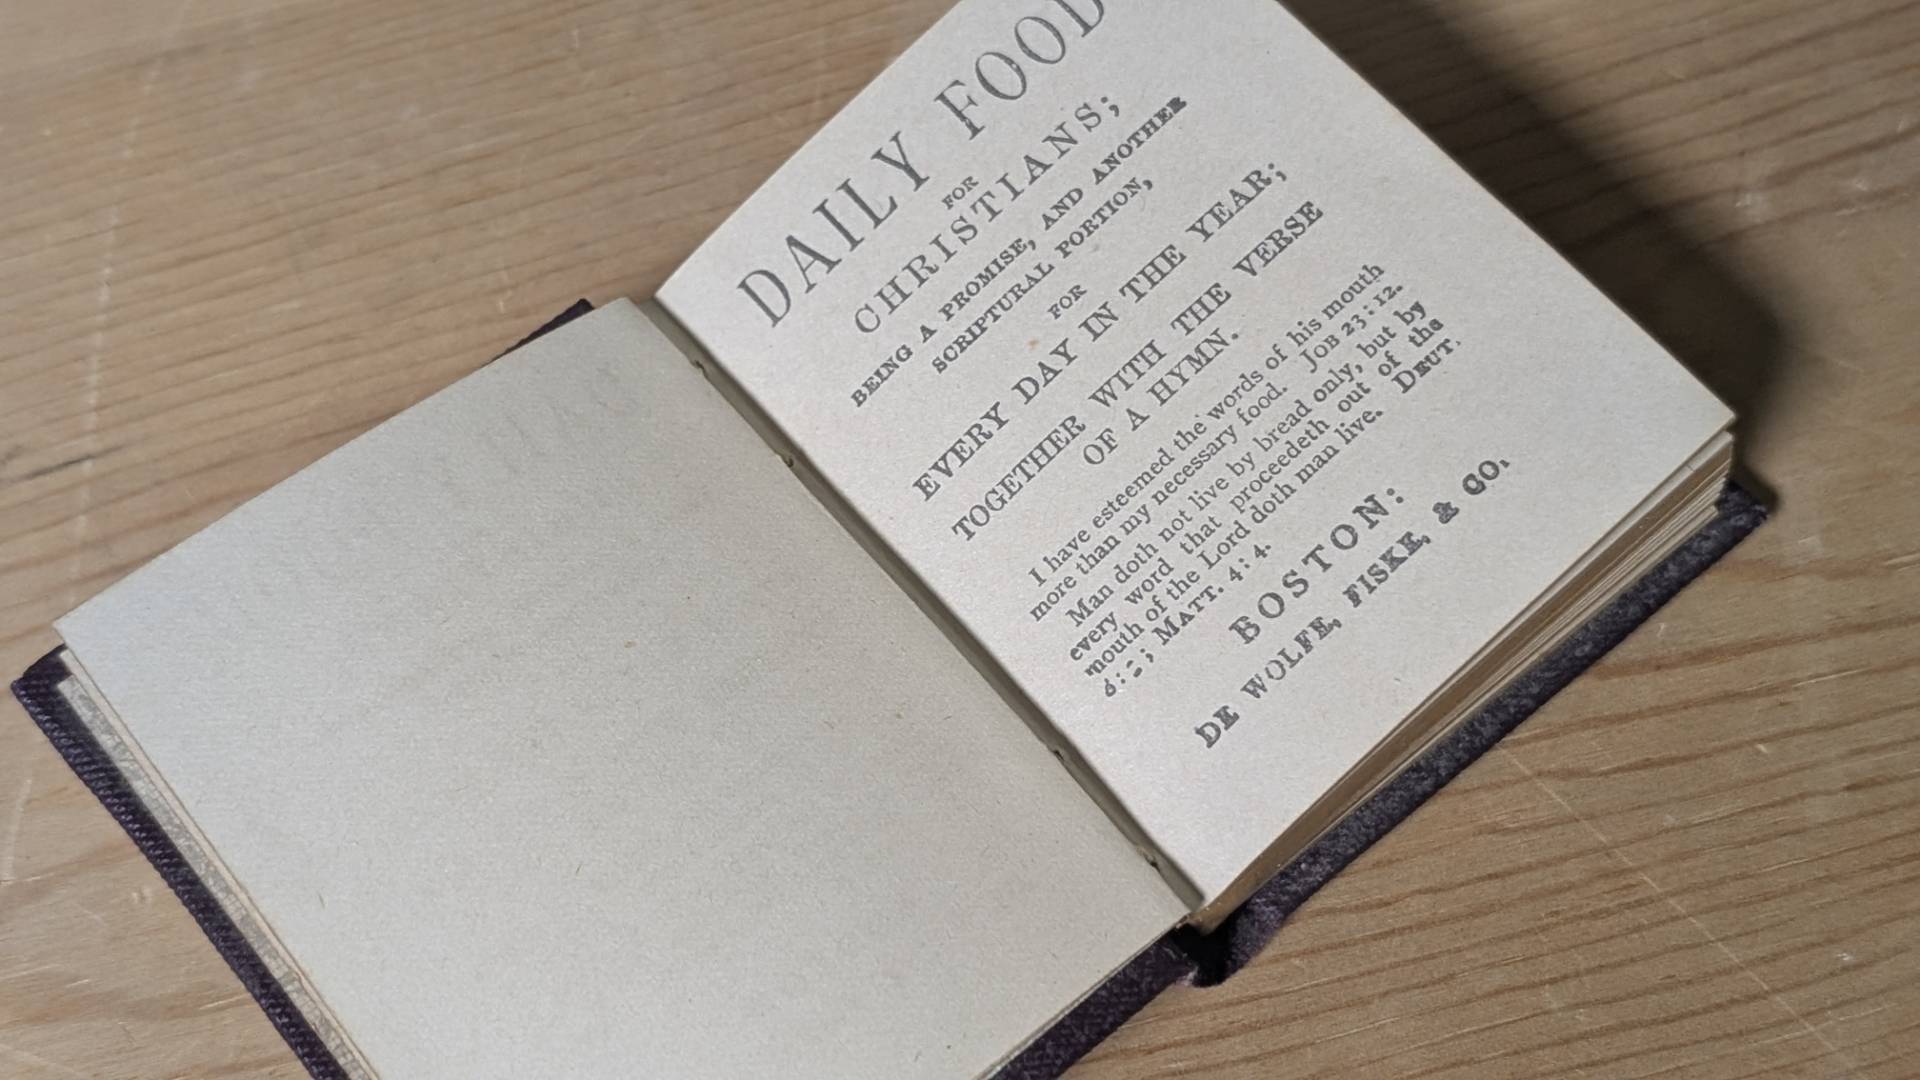 DAILY FOOD
FOR
CHRISTIANS;
BEING A PROMISE, AND ANOTHER
SCRIPTURAL PORTION,
FOR
EVERY DAY IN THE YEAR;
TOGETHER WITH THE VERSE
OF A HYMN.
I have esteemed the words of his mouth
more than my necessary food. JOB 23:12.
Man doth not live by bread only, but by
every word that proceedeth out of the
mouth of the Lord doth man live. DEUT.
; MATT. 4:4.
BOSTON:
DE WOLFE, FISKE, & CO.